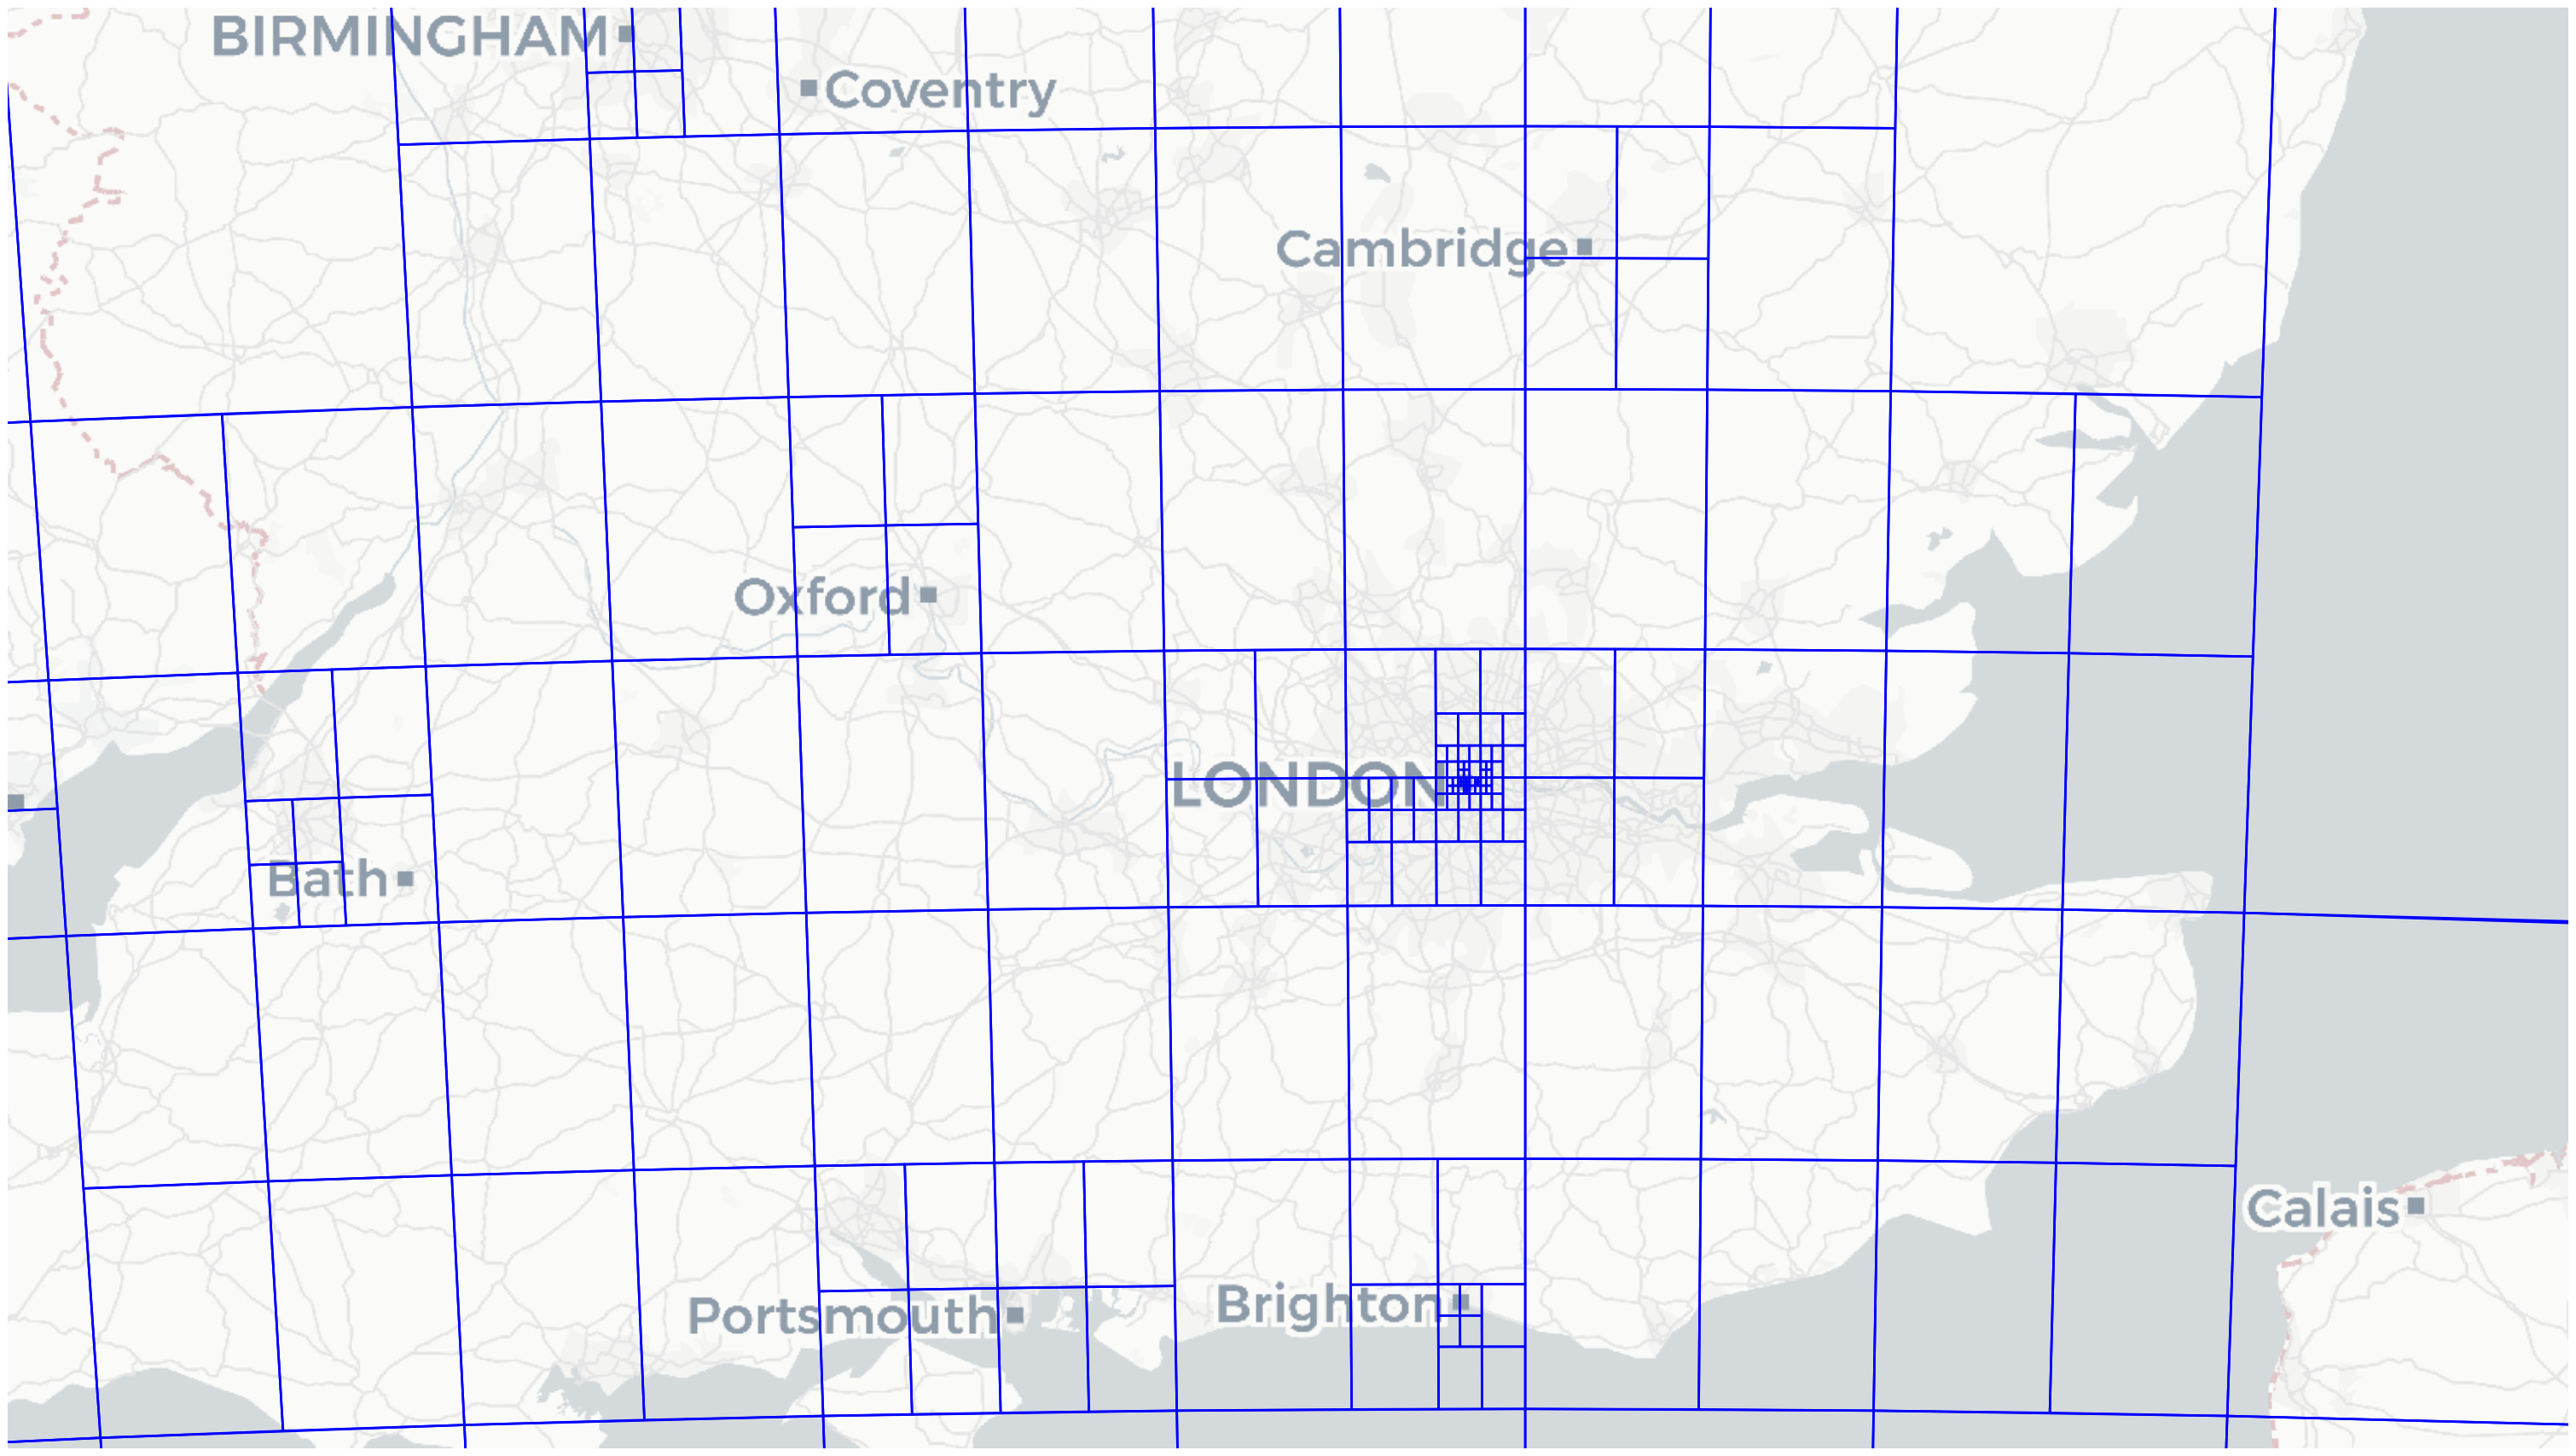 BIRMINGHAM
Coventry
Cambridge
Oxford
LONDON
Bath
Calais
Portsmouth
Brighton